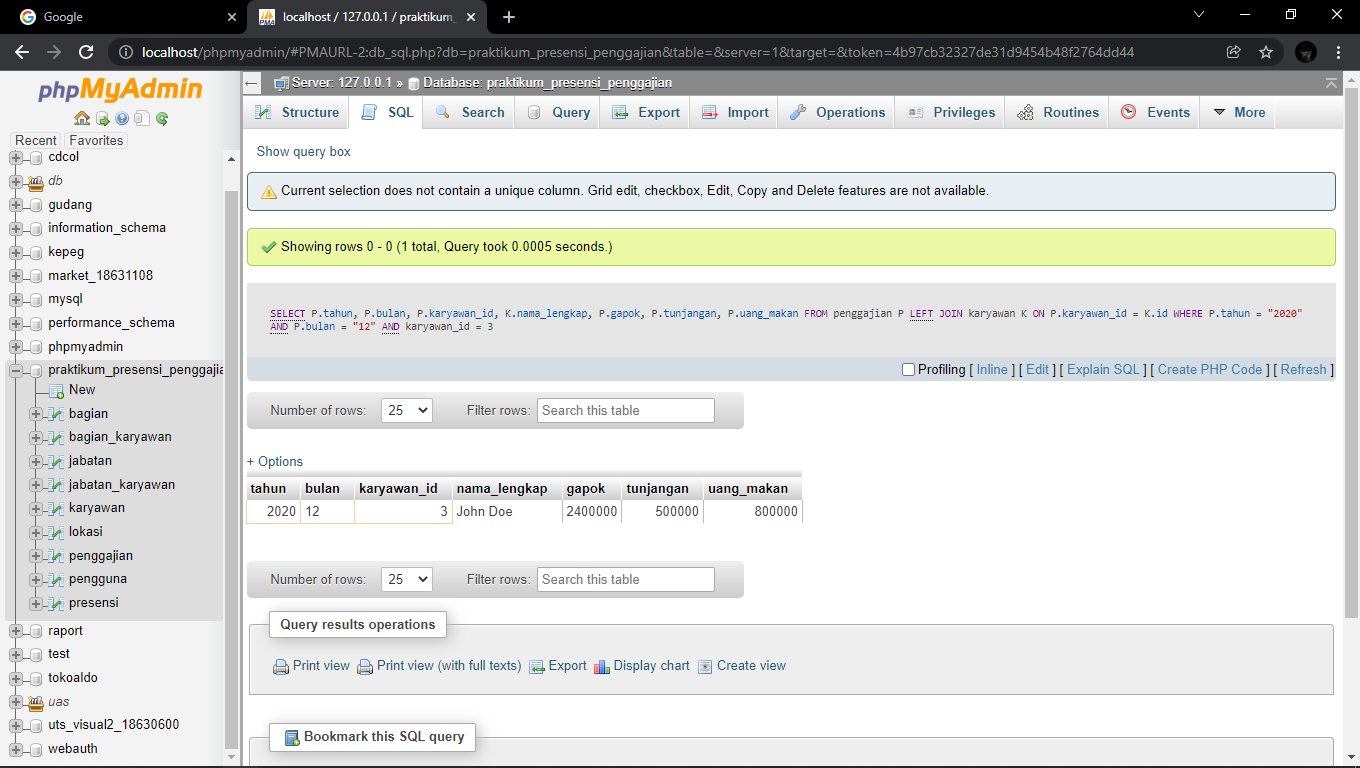 Google
localhost / 127.0.0.1 / praktikum_
localhost/phpmyadmin/#PMAURL-2:db_sql.php?db=praktikum_presensi_penggajian&table=&server=1&target=&token=4b97cb32327de31d9454b48f2764dd44
phpMyAdmin
Recent Favorites
cdcol
db
gudang
information_schema
kepeg
market_18631108
mysql
performance_schema
phpmyadmin
praktikum_presensi_penggajia
New
bagian
bagian_karyawan
jabatan
jabatan_karyawan
karyawan
lokasi
penggajian
pengguna
presensi
raport
test
tokoaldo
uas
uts_visual2_18630600
webauth
Server: 127.0.0.1 » Database: praktikum_presensi_penggajian
Structure SQL Search Query Export Import Operations Privileges Routines Events More
Show query box
Current selection does not contain a unique column. Grid edit, checkbox, Edit, Copy and Delete features are not available.
Showing rows 0 - 0 (1 total, Query took 0.0005 seconds.)
SELECT P.tahun, P.bulan, P.karyawan_id, K.nama_lengkap, P.gapok, P.tunjangan, P.uang_makan FROM penggajian P LEFT JOIN karyawan K ON P.karyawan_id = K.id WHERE P.tahun = "2020"
AND P.bulan = "12" AND karyawan_id = 3
Profiling [ Inline ] [ Edit ] [ Explain SQL ] [ Create PHP Code ] [ Refresh ]
Number of rows: 25 Filter rows: Search this table
+ Options
tahun bulan karyawan_id nama_lengkap gapok tunjangan uang_makan
2020 12 3 John Doe 2400000 500000 800000
Number of rows: 25 Filter rows: Search this table
Query results operations
Print view Print view (with full texts) Export Display chart Create view
Bookmark this SQL query